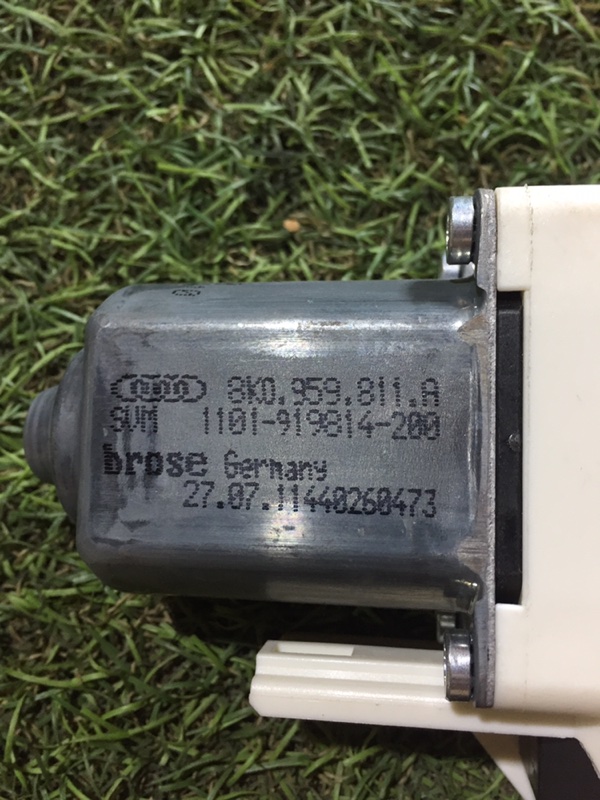 8K0.959.811.A
SVM 1101-919814-200
brose Germany
27.07.11440260473